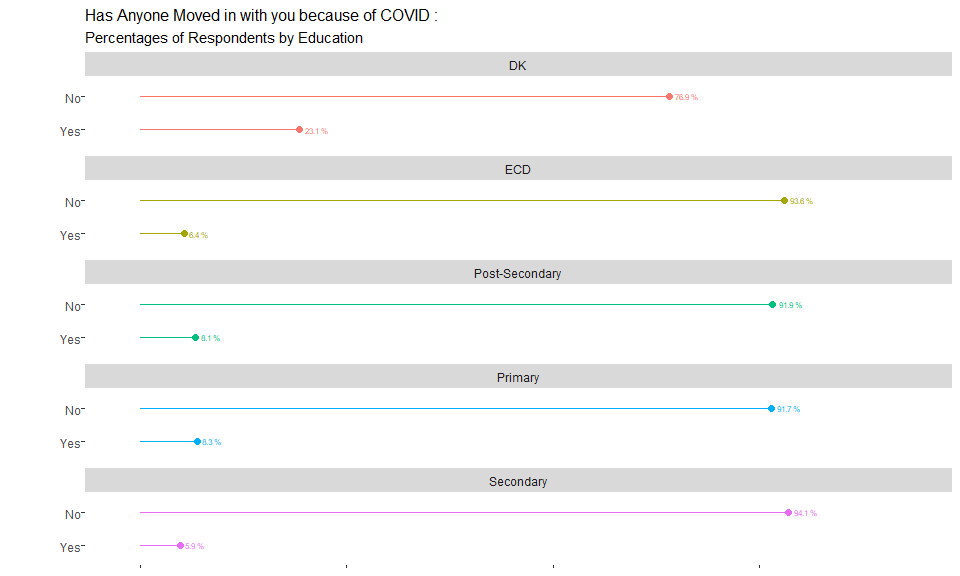 Has Anyone Moved in with you because of COVID :
Percentages of Respondents by Education
DK
No
76.9 %
Yes
23.1 %
ECD
No
93.6 %
Yes
6.4 %
Post-Secondary
No
91.9 %
Yes
8.1 %
Primary
No
91.7 %
Yes
8.3 %
Secondary
No
94.1 %
Yes
5.9 %